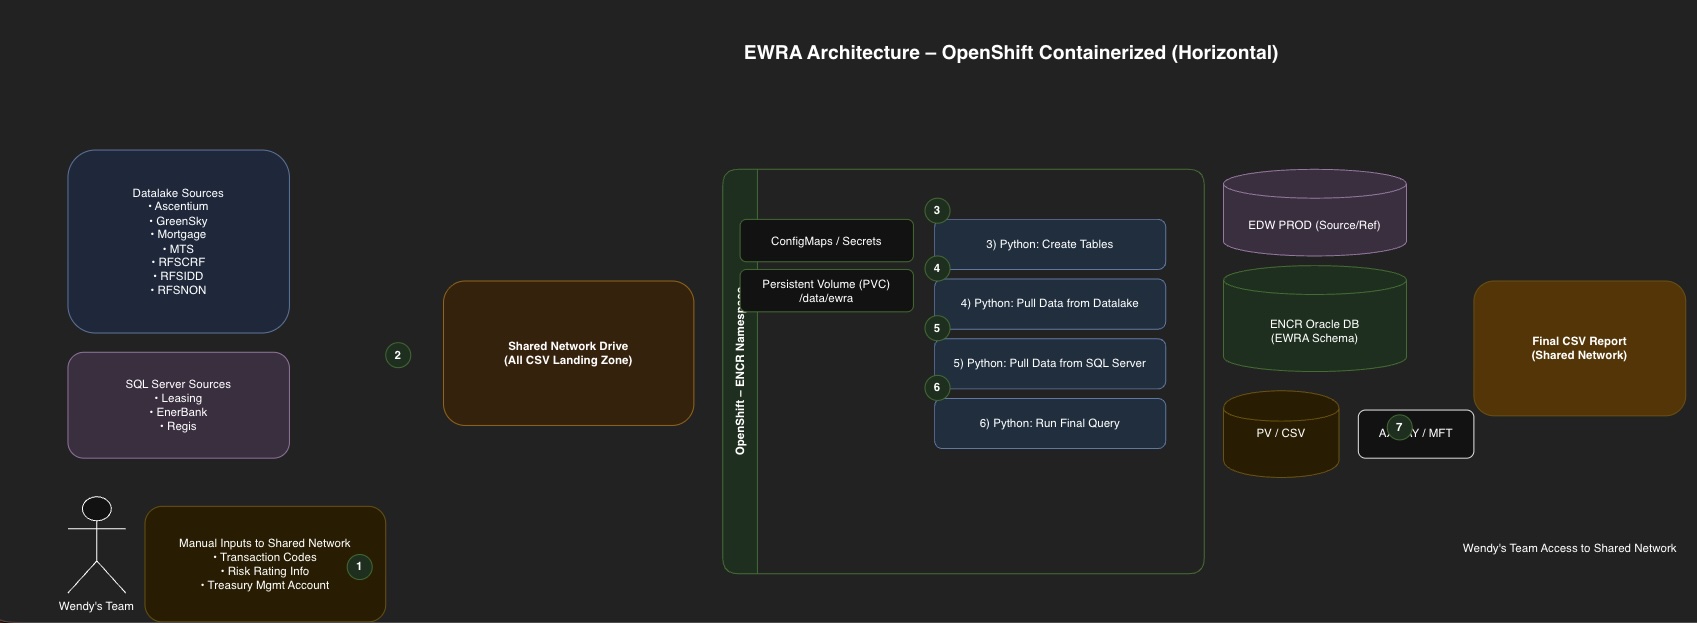 EWRA Architecture – OpenShift Containerized (Horizontal)
Datalake Sources
• Ascentium
• GreenSky
• Mortgage
• MTS
• RFSCRF
• RFSIDD
• RFSNON
SQL Server Sources
• Leasing
• EnerBank
• Regis
Wendy's Team
Manual Inputs to Shared Network
• Transaction Codes
• Risk Rating Info
• Treasury Mgmt Account
1
2
Shared Network Drive
(All CSV Landing Zone)
OpenShift – ENCR Namespace
ConfigMaps / Secrets
Persistent Volume (PVC)
/data/ewra
3
3) Python: Create Tables
4
4) Python: Pull Data from Datalake
5
5) Python: Pull Data from SQL Server
6
6) Python: Run Final Query
EDW PROD (Source/Ref)
ENCR Oracle DB
(EWRA Schema)
PV / CSV
7
/ MFT
Final CSV Report
(Shared Network)
Wendy's Team Access to Shared Network